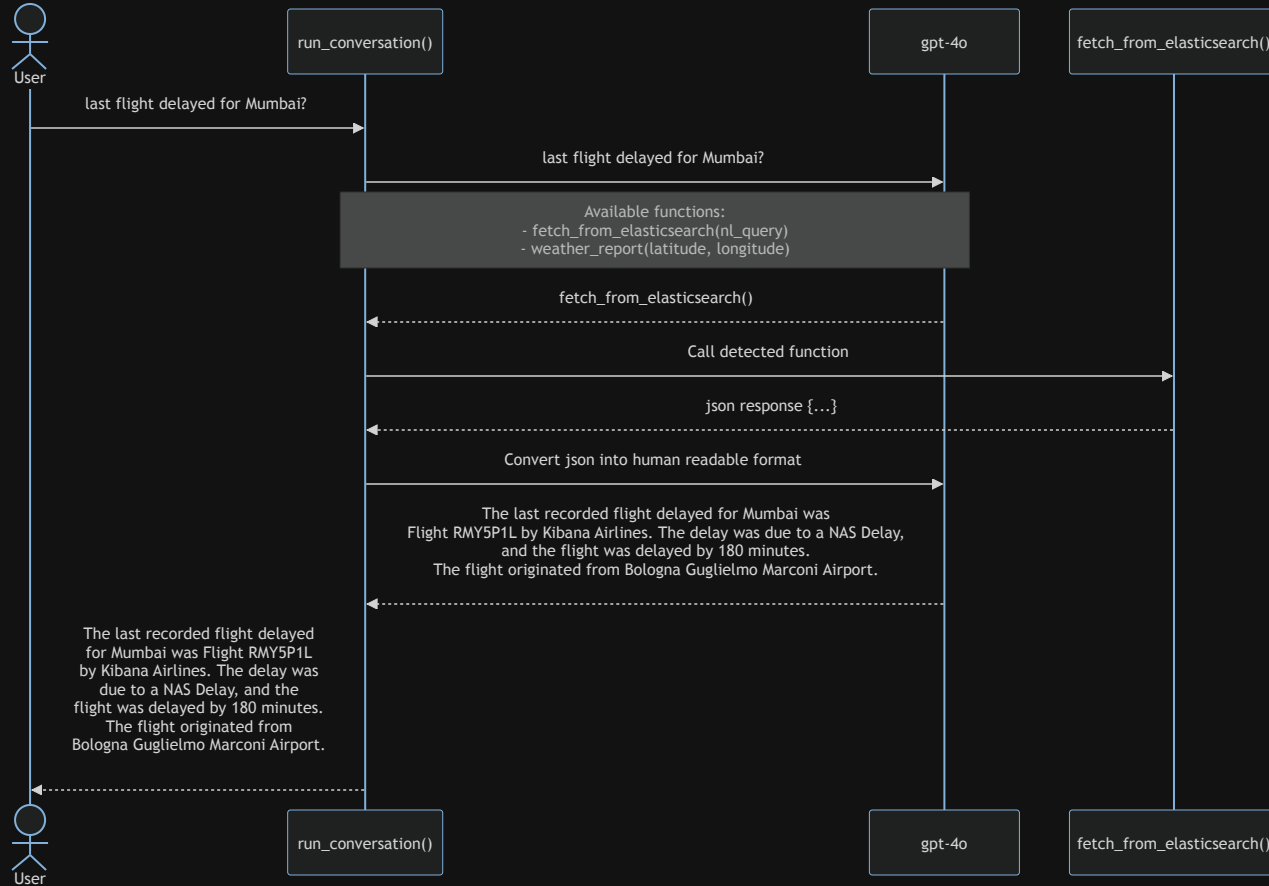 run_conversation()
gpt-4o
fetch_from_elasticsearch()
User
last flight delayed for Mumbai?
last flight delayed for Mumbai?
Available functions:
- fetch_from_elasticsearch(nl_query)
- weather_report(latitude, longitude)
fetch_from_elasticsearch()
Call detected function
json response {...}
Convert json into human readable format
The last recorded flight delayed for Mumbai was
Flight RMY5P1L by Kibana Airlines. The delay was due to a NAS Delay,
and the flight was delayed by 180 minutes.
The flight originated from Bologna Guglielmo Marconi Airport.
The last recorded flight delayed
for Mumbai was Flight RMY5P1L
by Kibana Airlines. The delay was
due to a NAS Delay, and the
flight was delayed by 180 minutes.
The flight originated from
Bologna Guglielmo Marconi Airport.
run_conversation()
gpt-4o
fetch_from_elasticsearch()
User